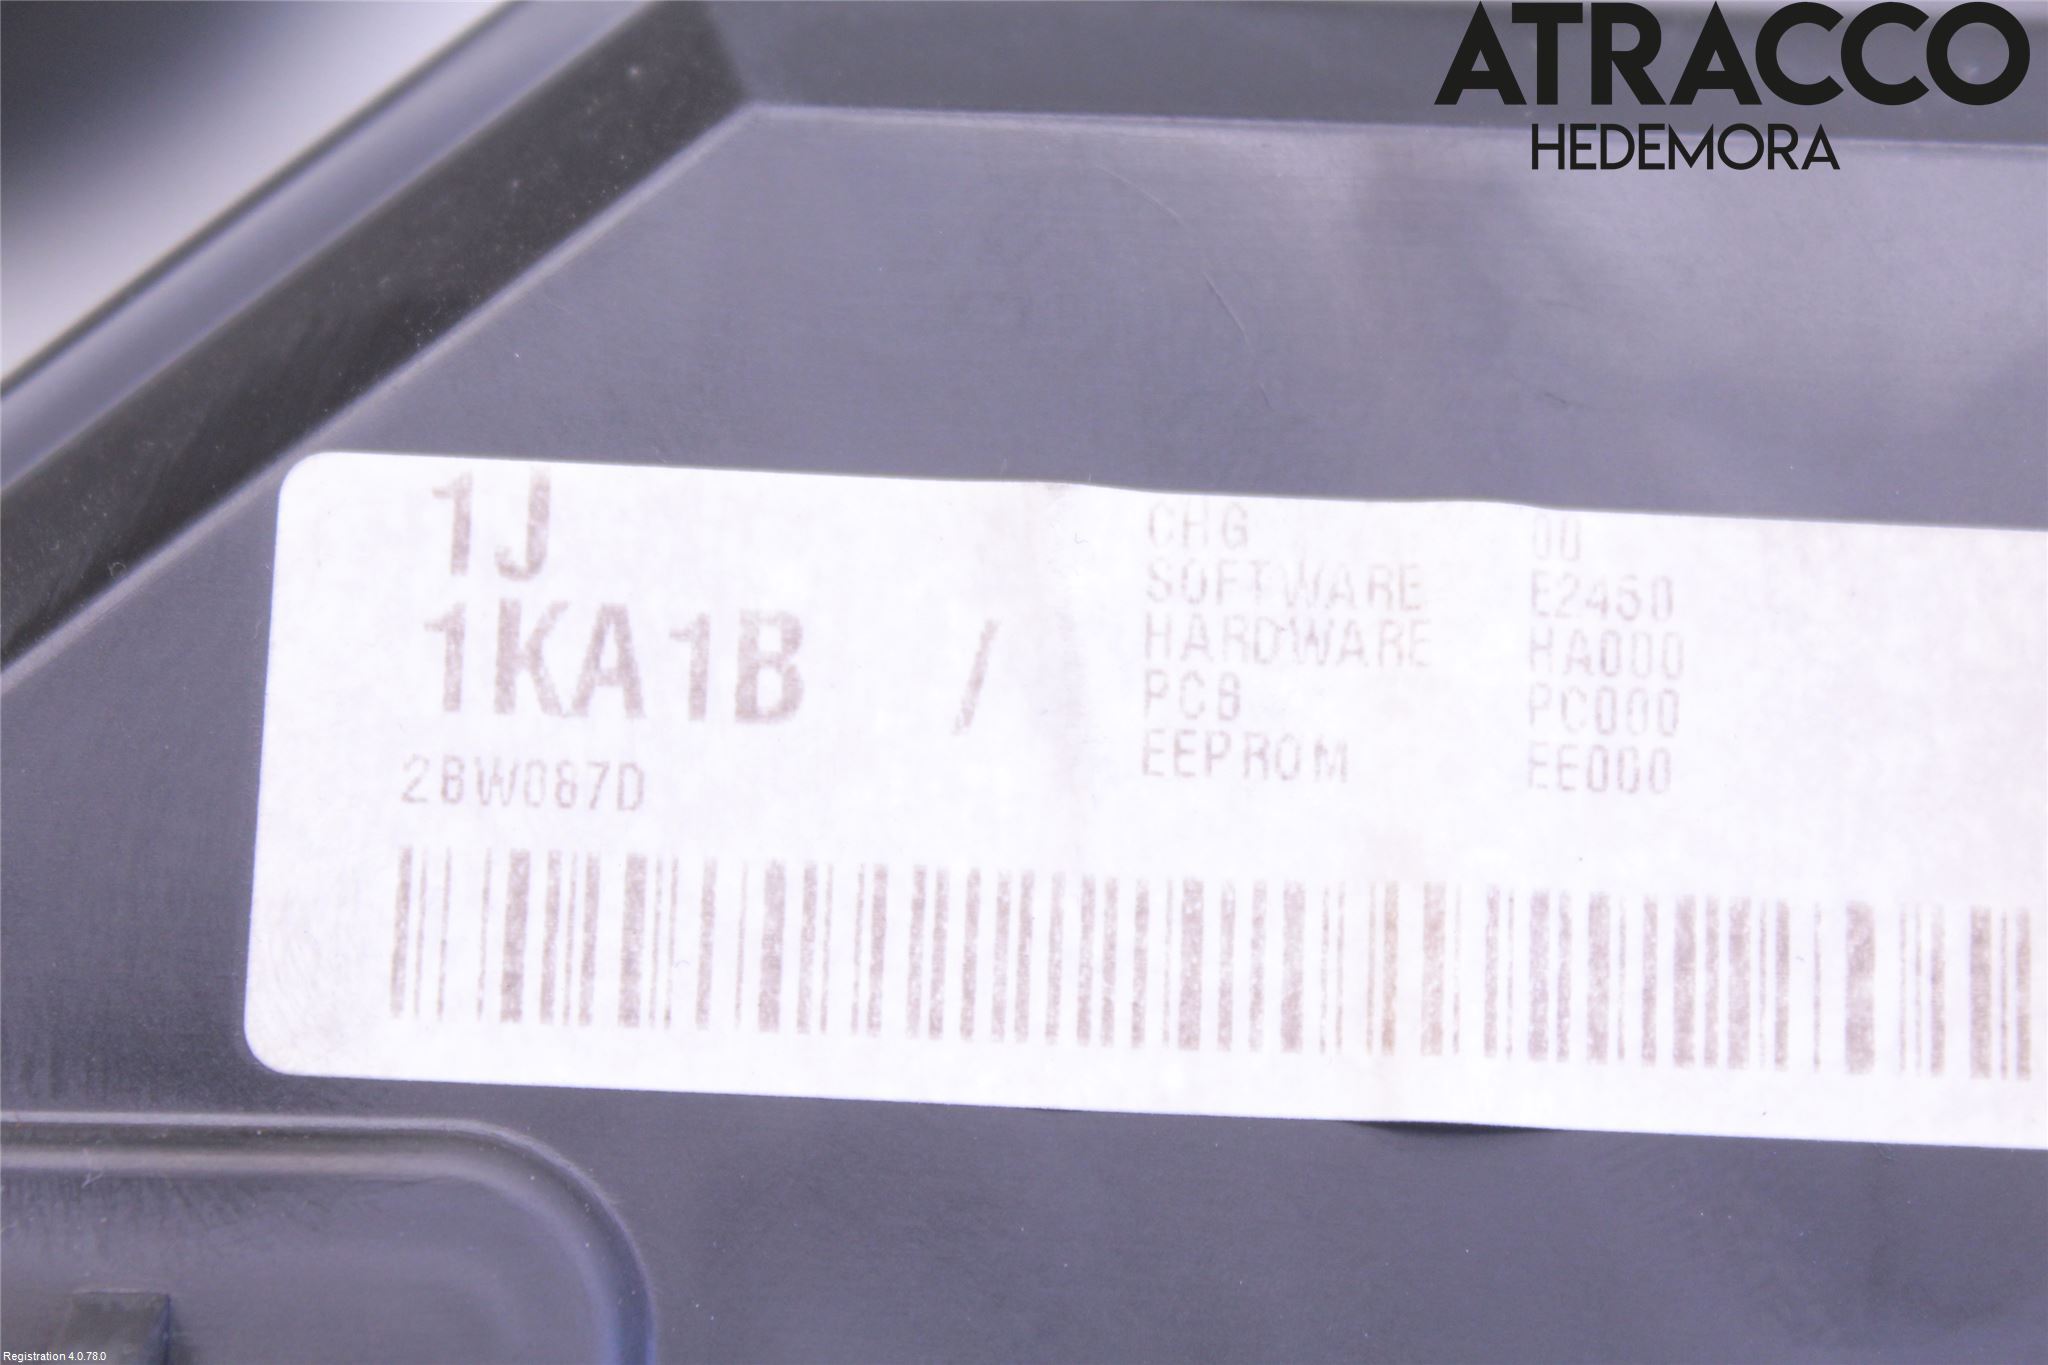 ATRACCO
HEDEMORA
1J
1KA1B /
28W087D
CHG 00
SOFTWARE E2450
HARDWARE HA000
PCB PC000
EEPROM EE000
Registration 4.0.78.0